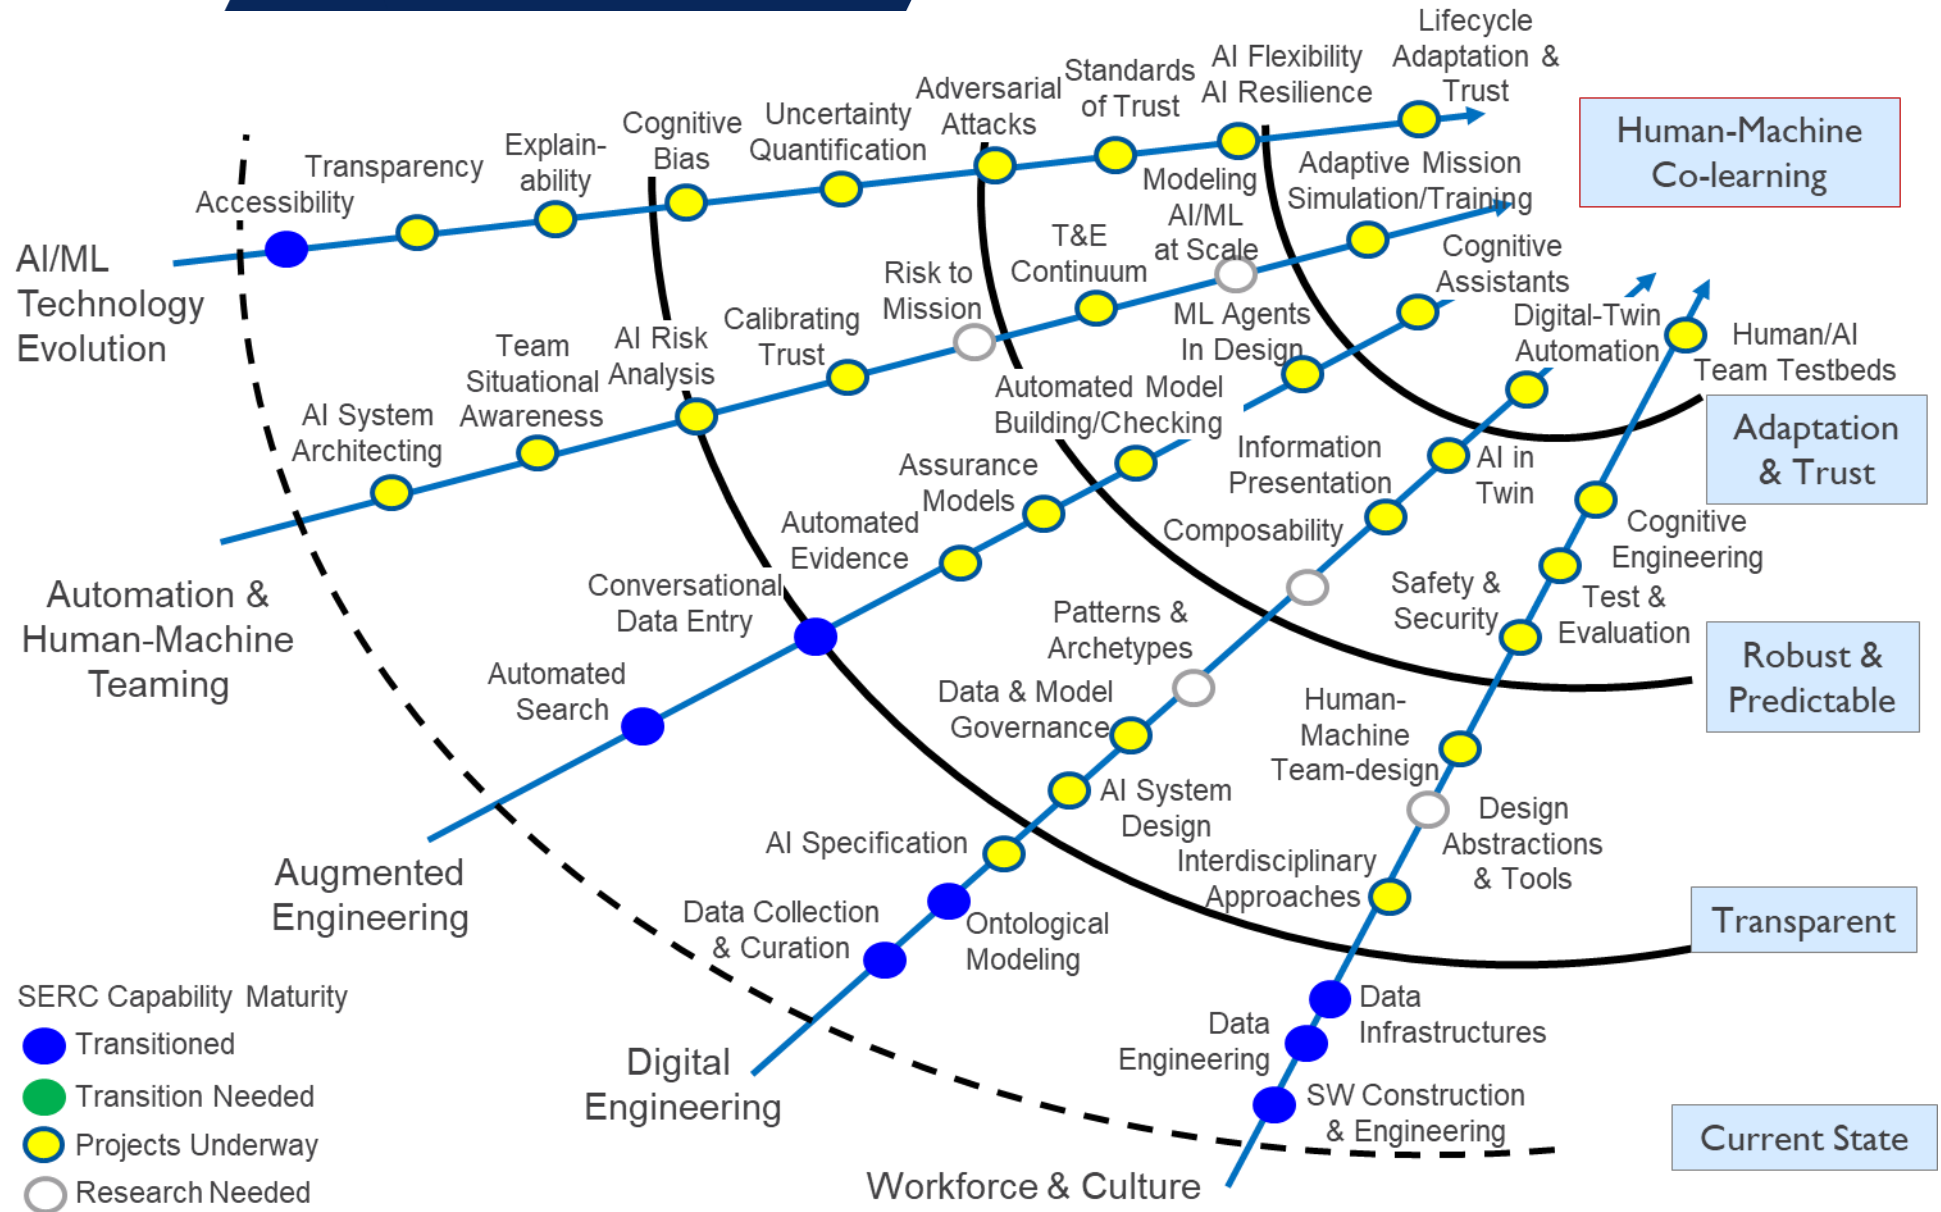 Lifecycle
Adaptation &
Trust
AI Flexibility
AI Resilience
Standards
of Trust
Adversarial
Attacks
Uncertainty
Quantification
Cognitive
Bias
Explain-
ability
Transparency
Accessibility
AI/ML
Technology
Evolution
Human-Machine
Co-learning
Adaptive Mission
Simulation/Training
Modeling
AI/ML
at Scale
T&E
Continuum
Risk to
Mission
Calibrating
Trust
AI Risk
Analysis
Team
Situational
Awareness
AI System
Architecting
Automation &
Human-Machine
Teaming
Cognitive
Assistants
ML Agents
In Design
Automated Model
Building/Checking
Assurance
Models
Automated
Evidence
Conversational
Data Entry
Automated
Search
Augmented
Engineering
Digital-Twin
Automation
AI in
Twin
Information
Presentation
Composability
Patterns &
Archetypes
Data & Model
Governance
AI System
Design
AI Specification
Ontological
Modeling
Data Collection
& Curation
Digital
Engineering
Human/AI
Team Testbeds
Cognitive
Engineering
Test &
Evaluation
Safety &
Security
Human-
Machine
Team-design
Design
Abstractions
& Tools
Interdisciplinary
Approaches
Data
Infrastructures
Data
Engineering
SW Construction
& Engineering
Workforce & Culture
Adaptation
& Trust
Robust &
Predictable
Transparent
Current State
SERC Capability Maturity
Transitioned
Transition Needed
Projects Underway
Research Needed